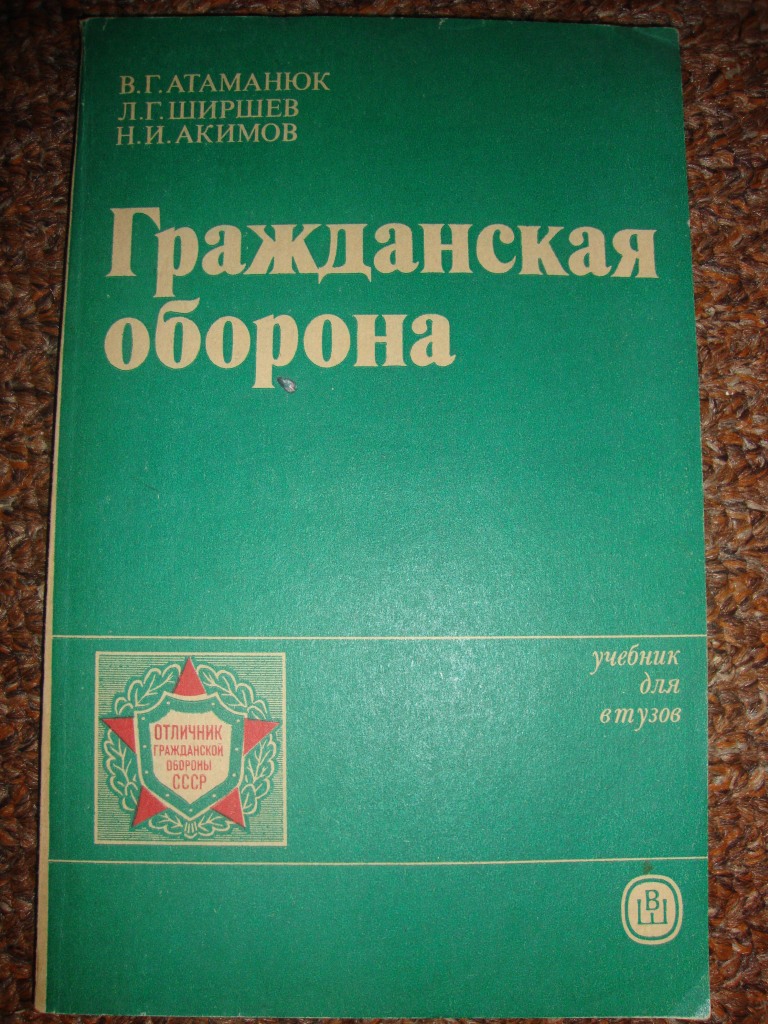 В.Г.АТАМАНЮК
Л.Г.ШИРШЕВ
Н.И.АКИМОВ
Гражданская
оборона
учебник
для
втузов
ОТЛИЧНИК
ГРАЖДАНСКОЙ
ОБОРОНЫ
СССР
В
Ш